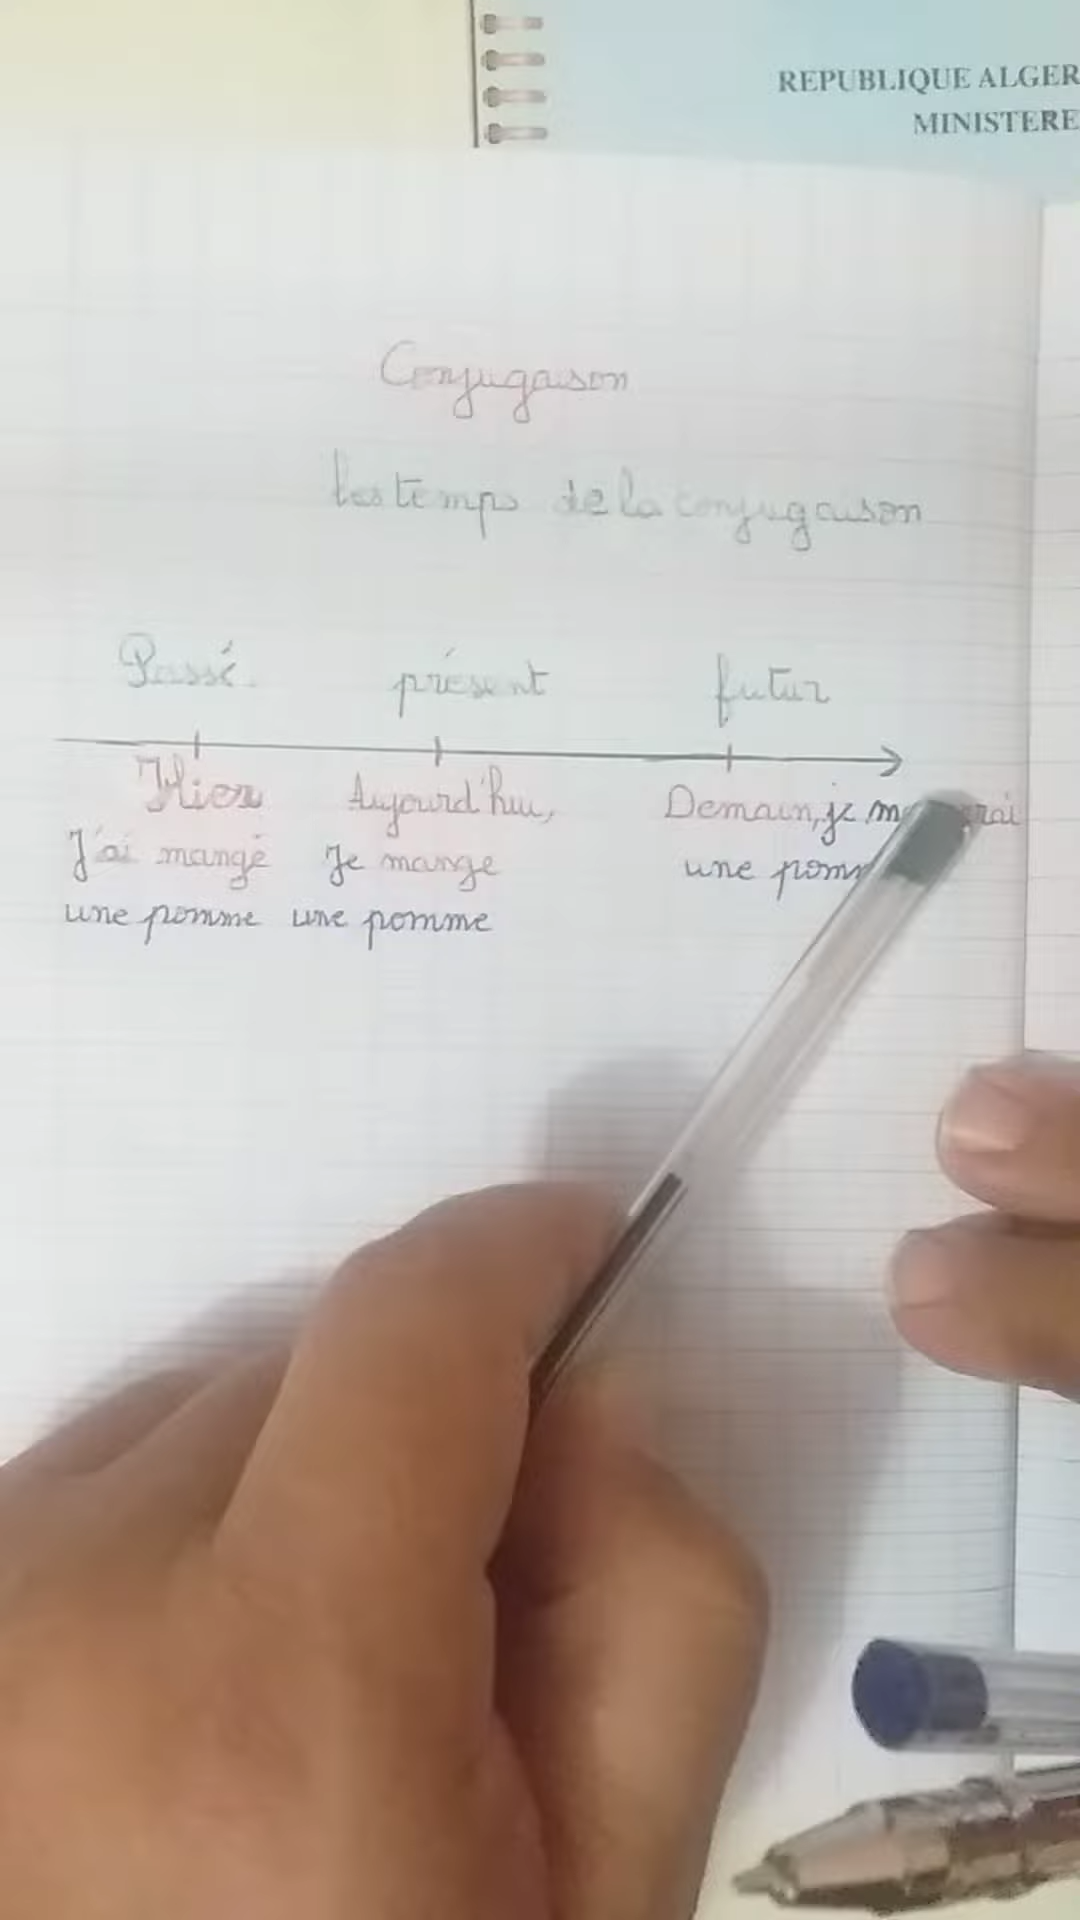 REPUBLIQUE ALGER
MINISTERE
Conjugaison
les temps de la conjugaison
Passé présent futur
Hier Aujourd'hui, Demain, je
J'ai mangé Je mange une
une pomme une pomme